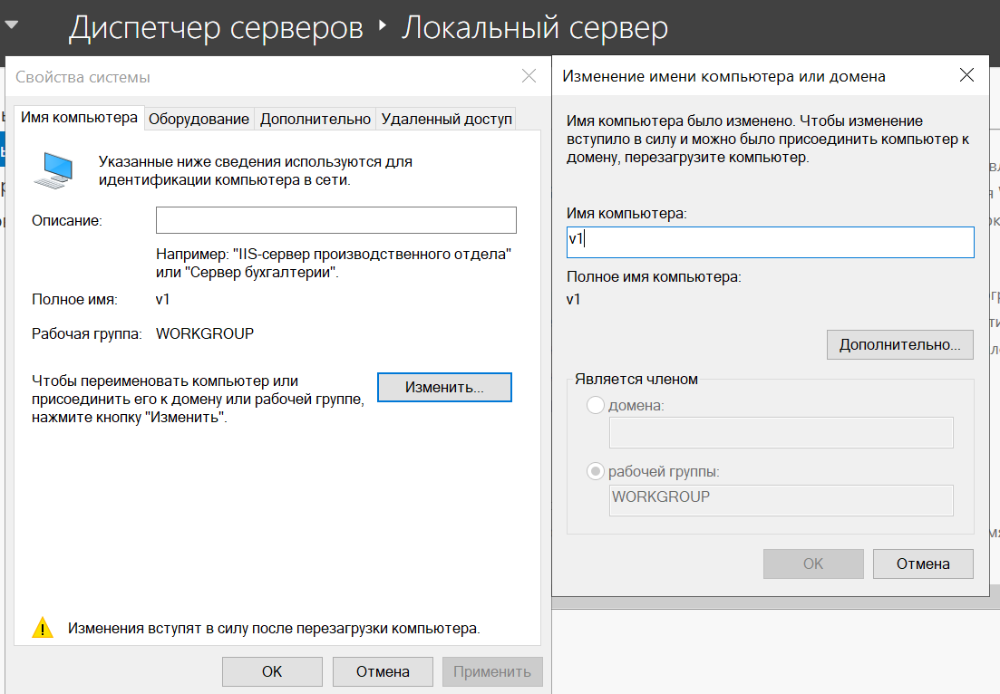 Диспетчер серверов ‣ Локальный сервер
Свойства системы
Имя компьютера
Оборудование
Дополнительно
Удаленный доступ
Указанные ниже сведения используются для
идентификации компьютера в сети.
Описание:
Например: "IIS-сервер производственного отдела"
или "Сервер бухгалтерии".
Полное имя: v1
Рабочая группа: WORKGROUP
Чтобы переименовать компьютер или
присоединить его к домену или рабочей группе,
нажмите кнопку "Изменить".
Изменить...
Изменения вступят в силу после перезагрузки компьютера.
ОК
Отмена
Применить
Изменение имени компьютера или домена
Имя компьютера было изменено. Чтобы изменение
вступило в силу и можно было присоединить компьютер к
домену, перезагрузите компьютер.
Имя компьютера:
v1
Полное имя компьютера:
v1
Дополнительно...
Является членом
домена:
рабочей группы:
WORKGROUP
ОК
Отмена